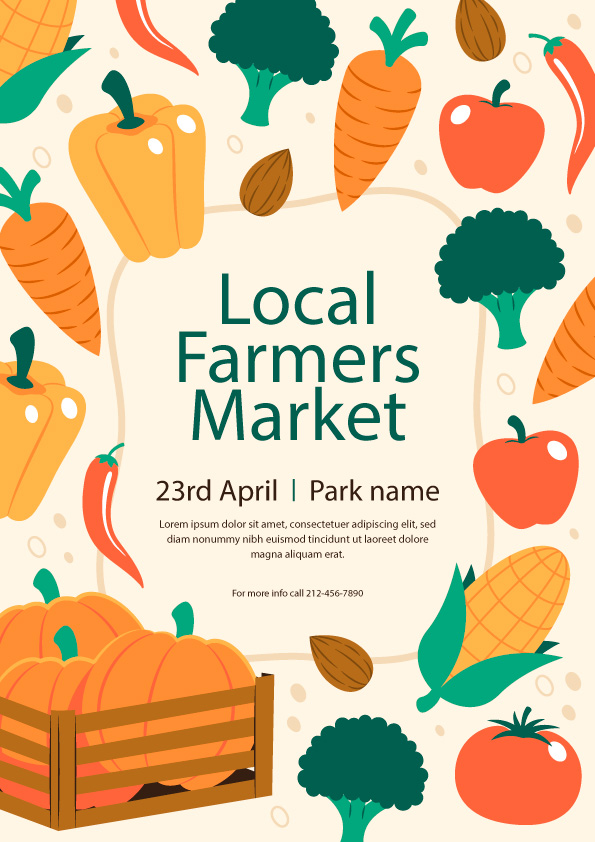 Local
Farmers
Market
23rd April | Park name
Lorem ipsum dolor sit amet, consectetuer adipiscing elit, sed
diam nonummy nibh euismod tincidunt ut laoreet dolore
magna aliquam erat.
For more info call 212-456-7890